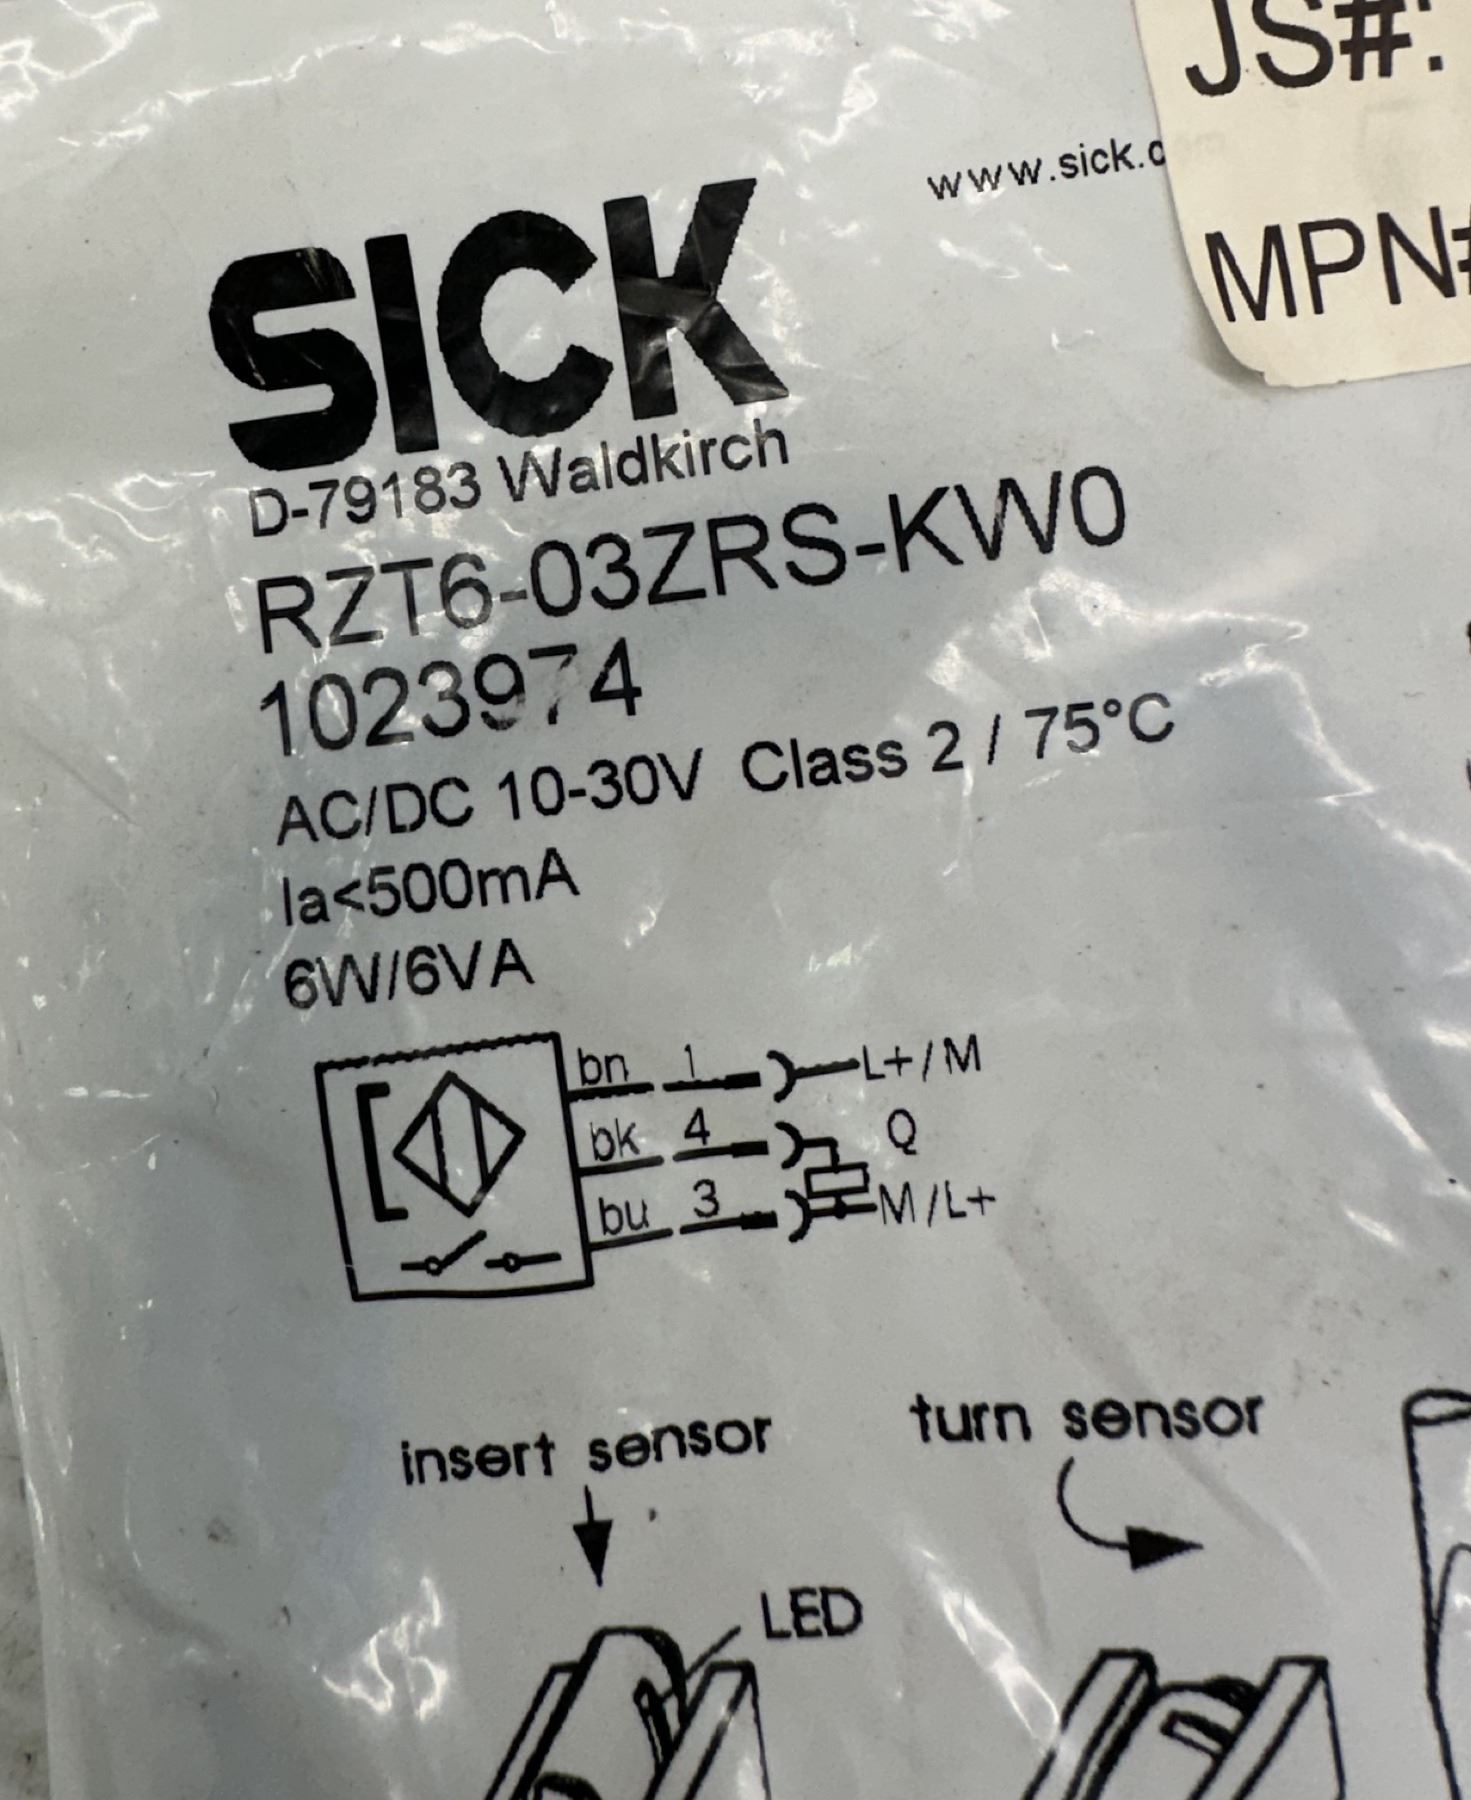 JS#:
www.sick.c
MPN#
SICK
D-79183 Waldkirch
RZT6-03ZRS-KW0
1023974
AC/DC 10-30V Class 2 / 75°C
Ia<500mA
6W/6VA
bn 1 L+/M
bk 4 Q
bu 3 M/L+
insert sensor
turn sensor
LED